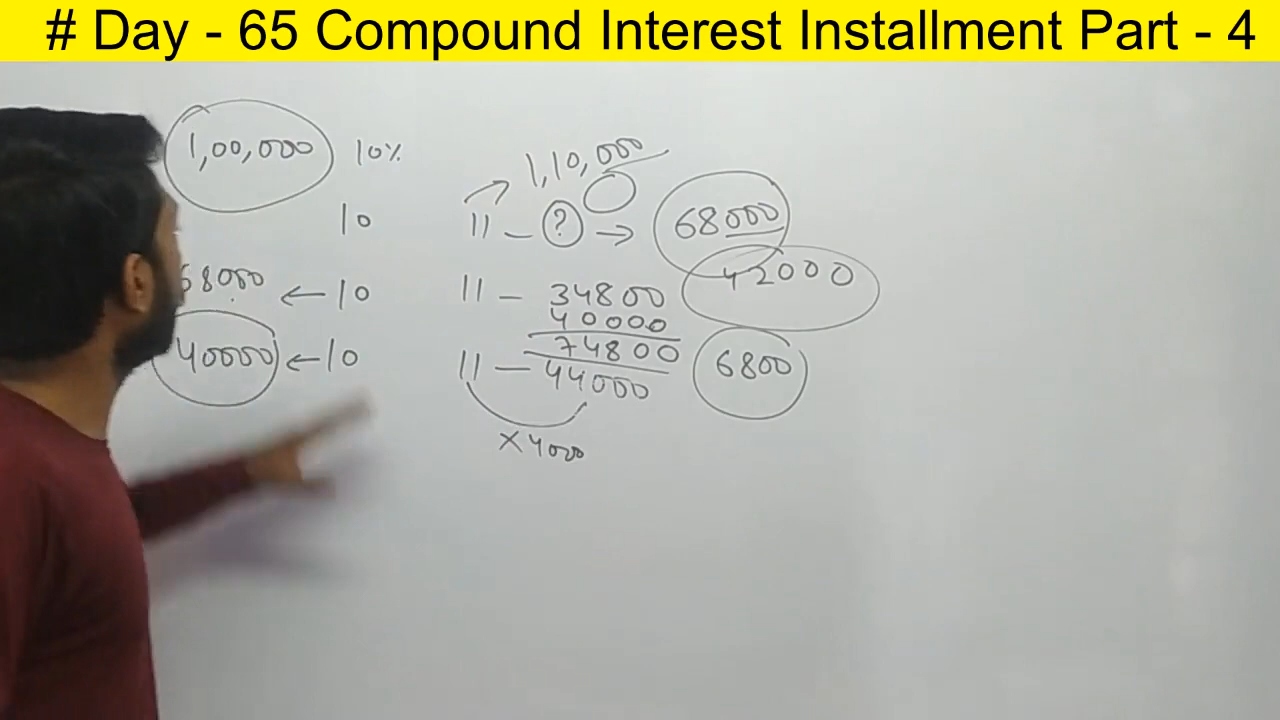 # Day - 65 Compound Interest Installment Part - 4
1,00,000 10% 1,10,000
10 11 - ? → 68000
42000
68000 ← 10 11 - 34800
40000
74800
40000 ← 10 11 - 44000 6800
×4000